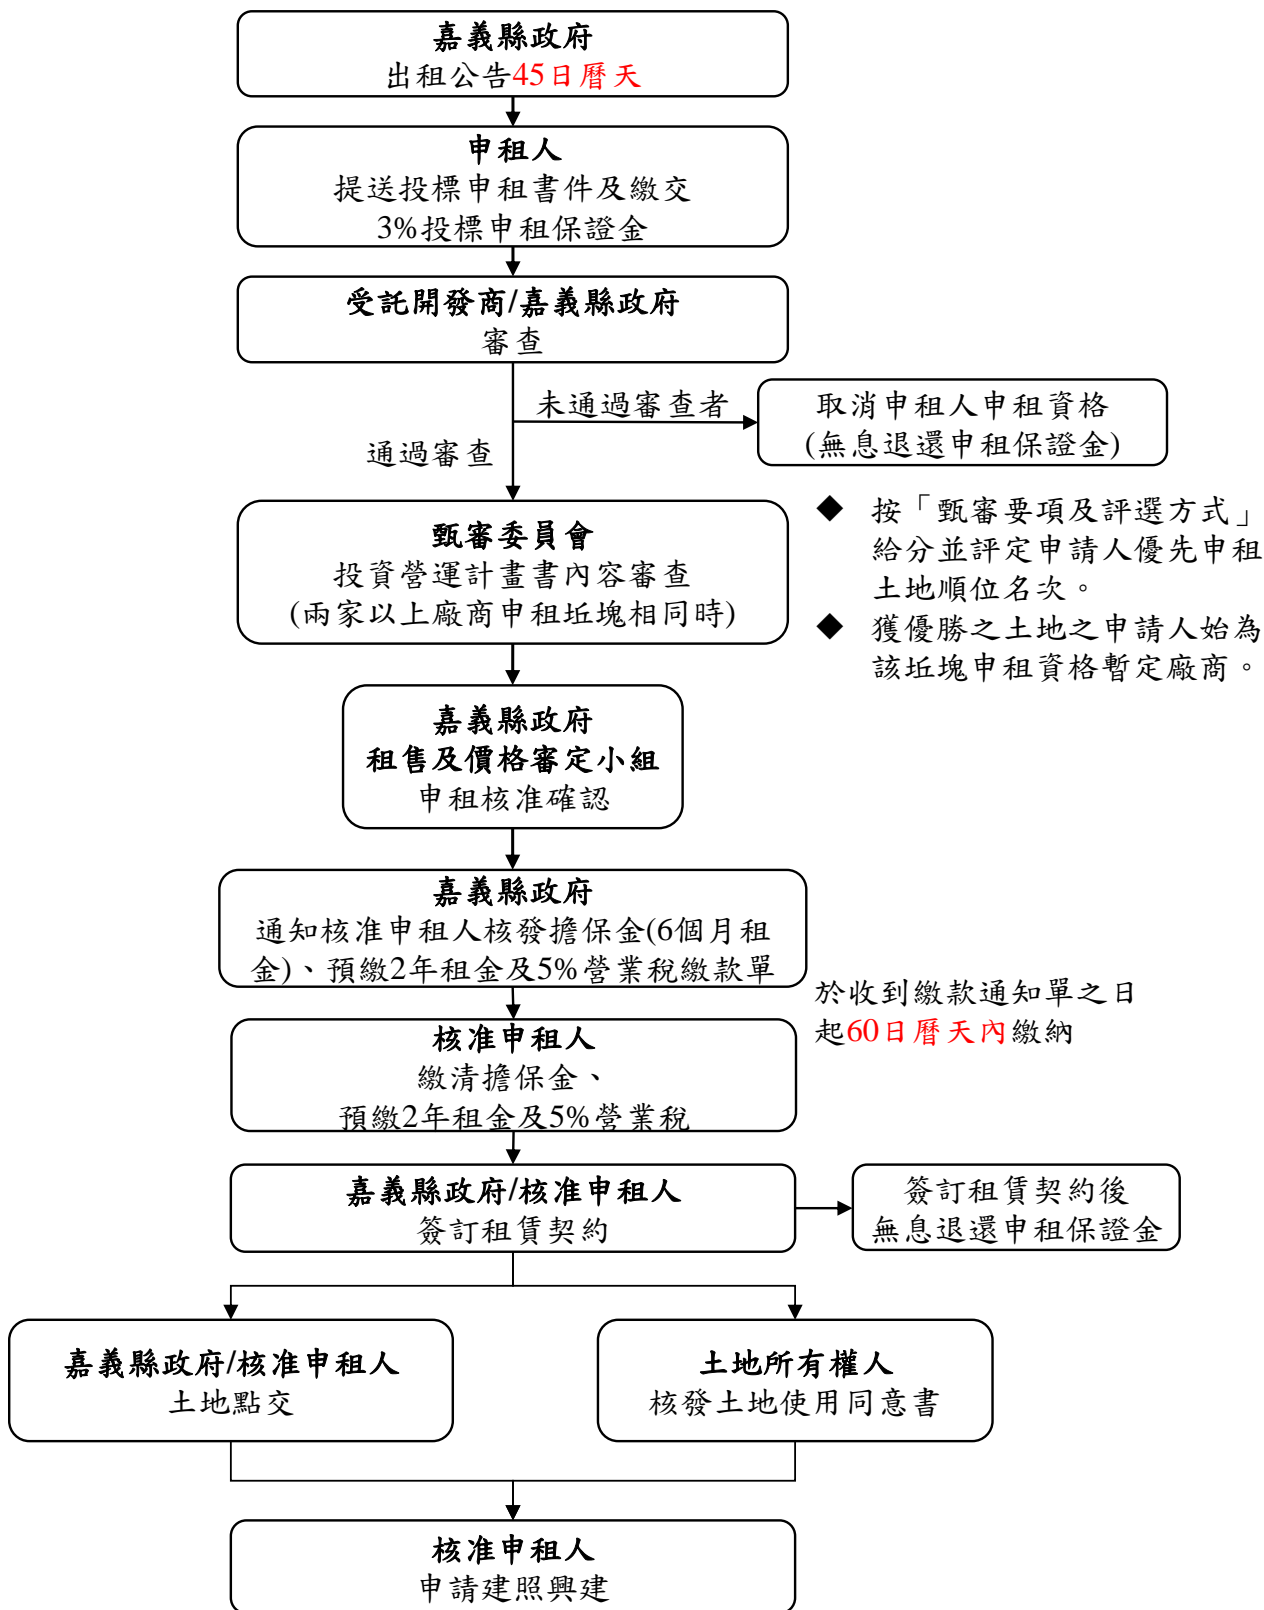 嘉義縣政府
出租公告45日曆天
申租人
提送投標申租書件及繳交
3%投標申租保證金
受託開發商/嘉義縣政府
審查
未通過審查者
取消申租人申租資格
(無息退還申租保證金)
通過審查
甄審委員會
投資營運計畫書內容審查
(兩家以上廠商申租坵塊相同時)
◆ 按「甄審要項及評選方式」
給分並評定申請人優先申租
土地順位名次。
◆ 獲優勝之土地之申請人始為
該坵塊申租資格暫定廠商。
嘉義縣政府
租售及價格審定小組
申租核准確認
嘉義縣政府
通知核准申租人核發擔保金(6個月租
金)、預繳2年租金及5%營業稅繳款單
於收到繳款通知單之日
起60日曆天內繳納
核准申租人
繳清擔保金、
預繳2年租金及5%營業稅
嘉義縣政府/核准申租人
簽訂租賃契約
簽訂租賃契約後
無息退還申租保證金
嘉義縣政府/核准申租人
土地點交
土地所有權人
核發土地使用同意書
核准申租人
申請建照興建